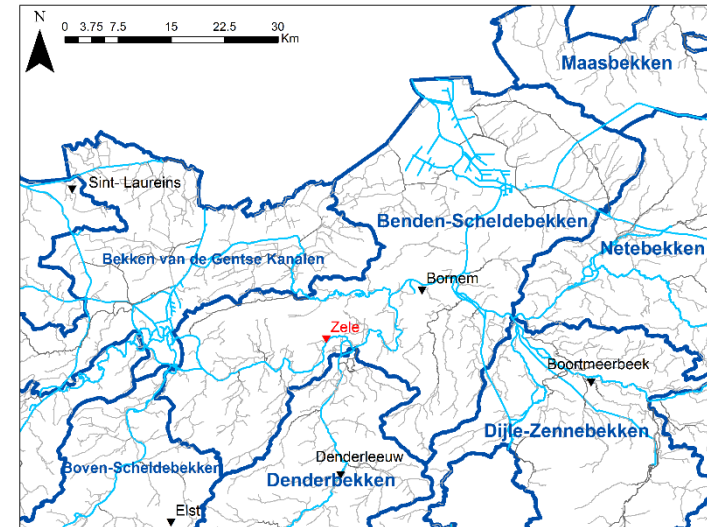 N
0 3.75 7.5 15 22.5 30
Km
Maasbekken
Sint- Laureins
Benden-Scheldebekken
Netebekken
Bekken van de Gentse Kanalen
Bornem
Zele
Boortmeerbeek
Dijle-Zennebekken
Denderleeuw
Boven-Scheldebekken
Denderbekken
Elst